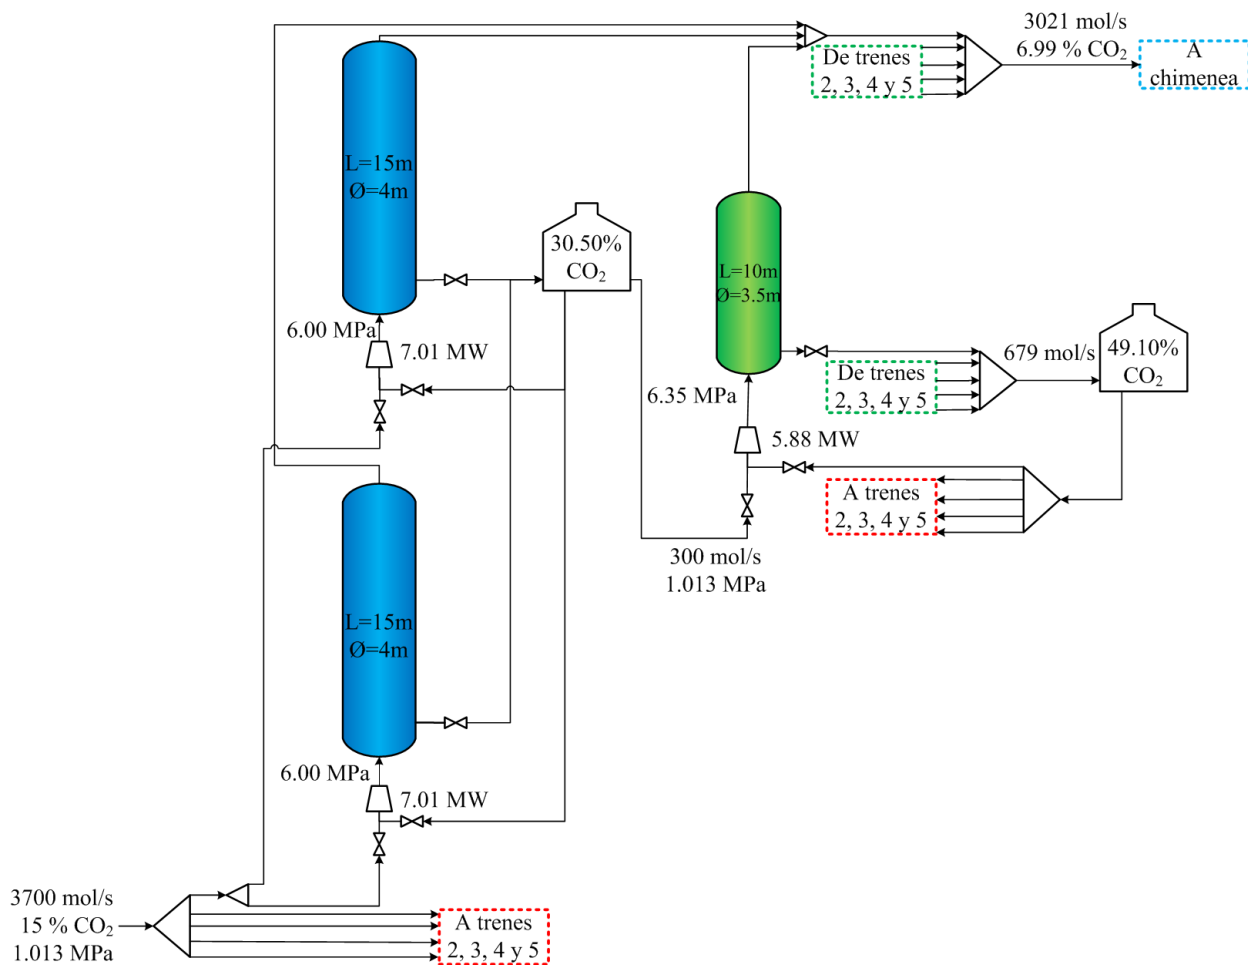 3021 mol/s
6.99 % CO₂
A
chimenea
De trenes
2, 3, 4 y 5
L=15m
Ø=4m
30.50%
CO₂
L=10m
Ø=3.5m
6.00 MPa
7.01 MW
679 mol/s
49.10%
CO₂
De trenes
2, 3, 4 y 5
6.35 MPa
5.88 MW
A trenes
2, 3, 4 y 5
300 mol/s
1.013 MPa
L=15m
Ø=4m
6.00 MPa
7.01 MW
3700 mol/s
15 % CO₂
1.013 MPa
A trenes
2, 3, 4 y 5